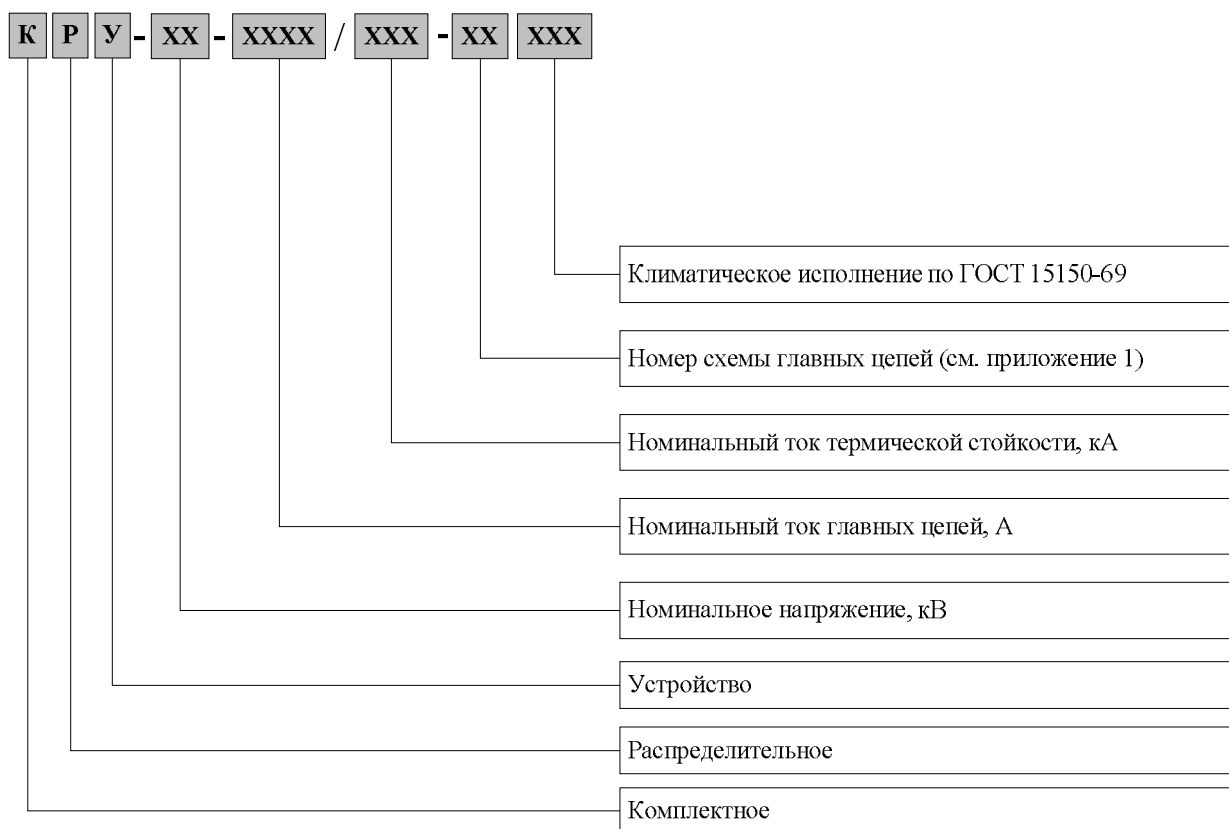 К Р У - XX - XXXX / XXX - XX XXX
Климатическое исполнение по ГОСТ 15150-69
Номер схемы главных цепей (см. приложение 1)
Номинальный ток термической стойкости, кА
Номинальный ток главных цепей, А
Номинальное напряжение, кВ
Устройство
Распределительное
Комплектное